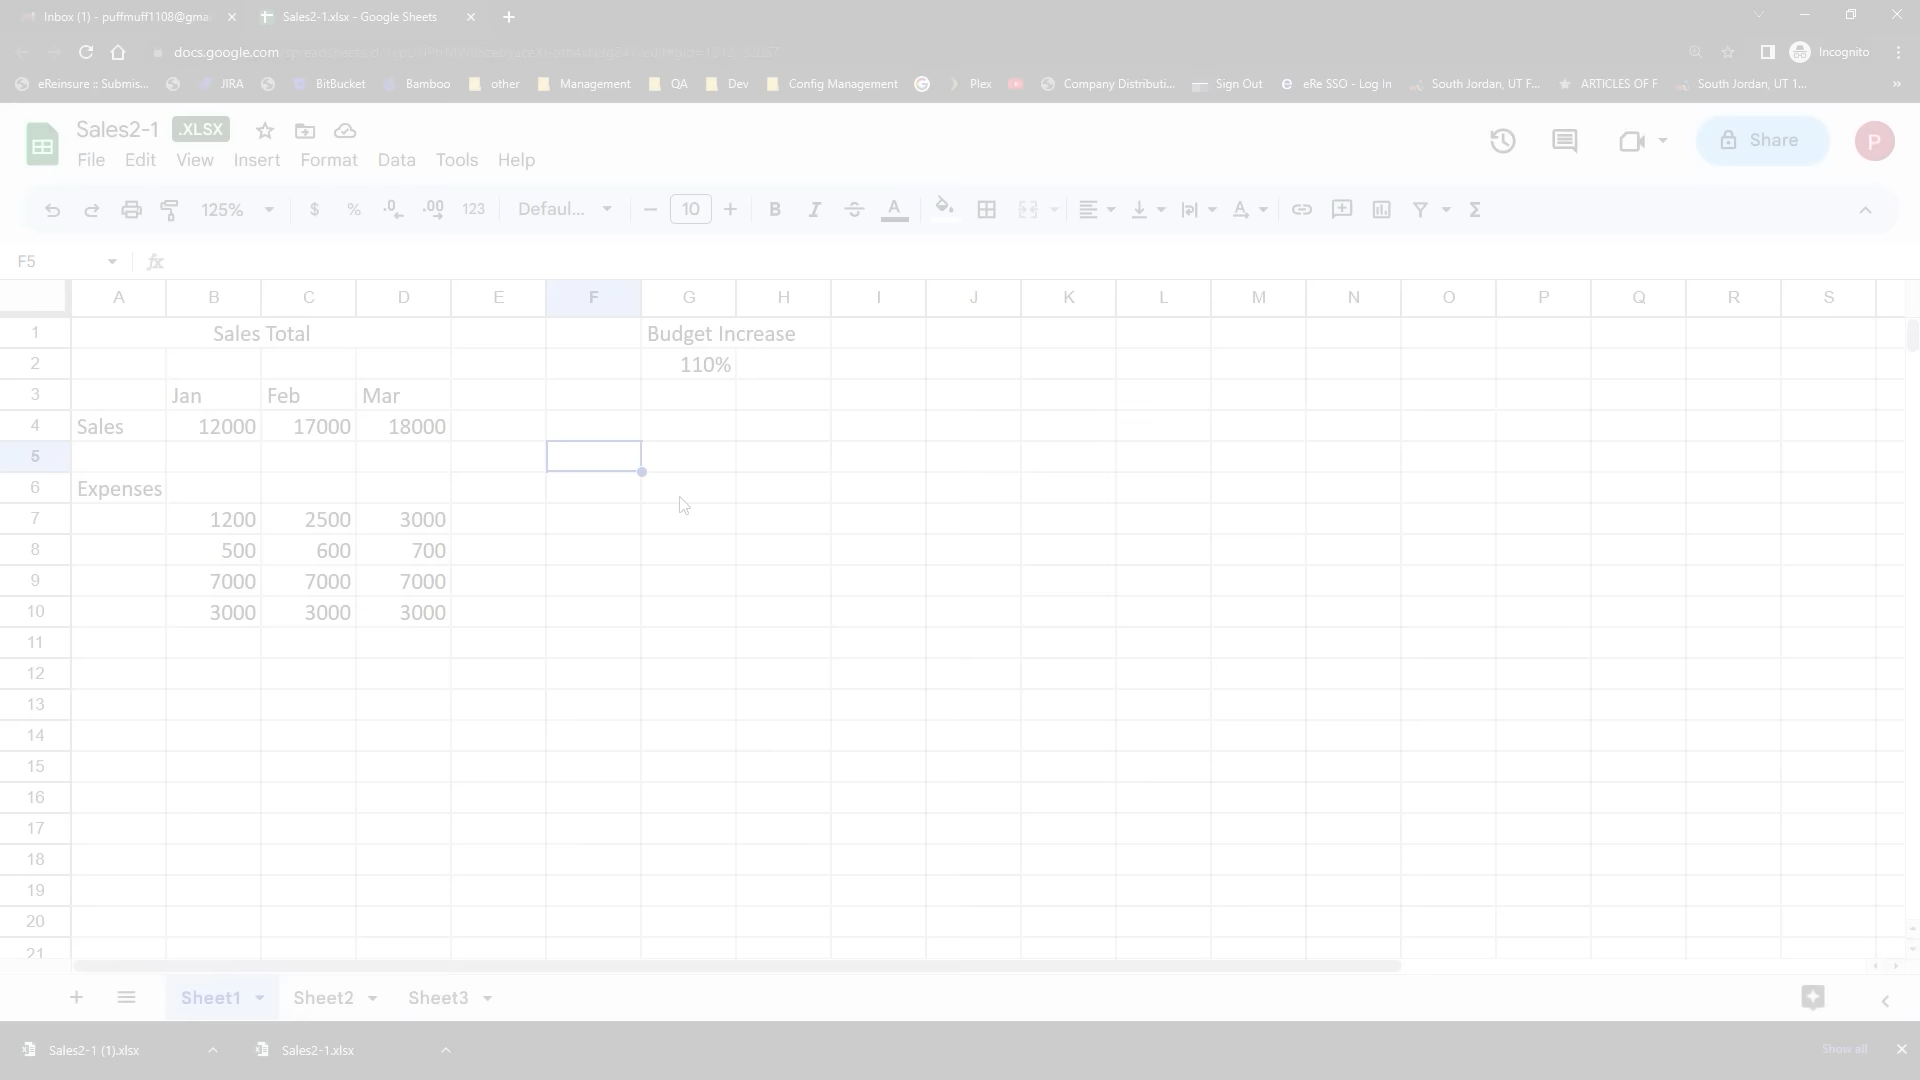 Inbox (1) - puffmuff1108@gma
Sales2-1.xlsx - Google Sheets
docs.google.com
Incognito
eReinsure :: Submis...
JIRA
BitBucket
Bamboo
other
Management
QA
Dev
Config Management
Plex
Company Distributi...
Sign Out
eRe SSO - Log In
South Jordan, UT F...
ARTICLES OF F
South Jordan, UT 1...
»
Sales2-1 .XLSX
Share
P
File Edit View Insert Format Data Tools Help
125% $ % .0 .00 123 Defaul... 10 B I A Σ
F5 fx
A B C D E F G H I J K L M N O P Q R S
1 Sales Total Budget Increase
2 110%
3 Jan Feb Mar
4 Sales 12000 17000 18000
5
6 Expenses
7 1200 2500 3000
8 500 600 700
9 7000 7000 7000
10 3000 3000 3000
11
12
13
14
15
16
17
18
19
20
21
Sheet1 Sheet2 Sheet3
Sales2-1 (1).xlsx Sales2-1.xlsx Show all